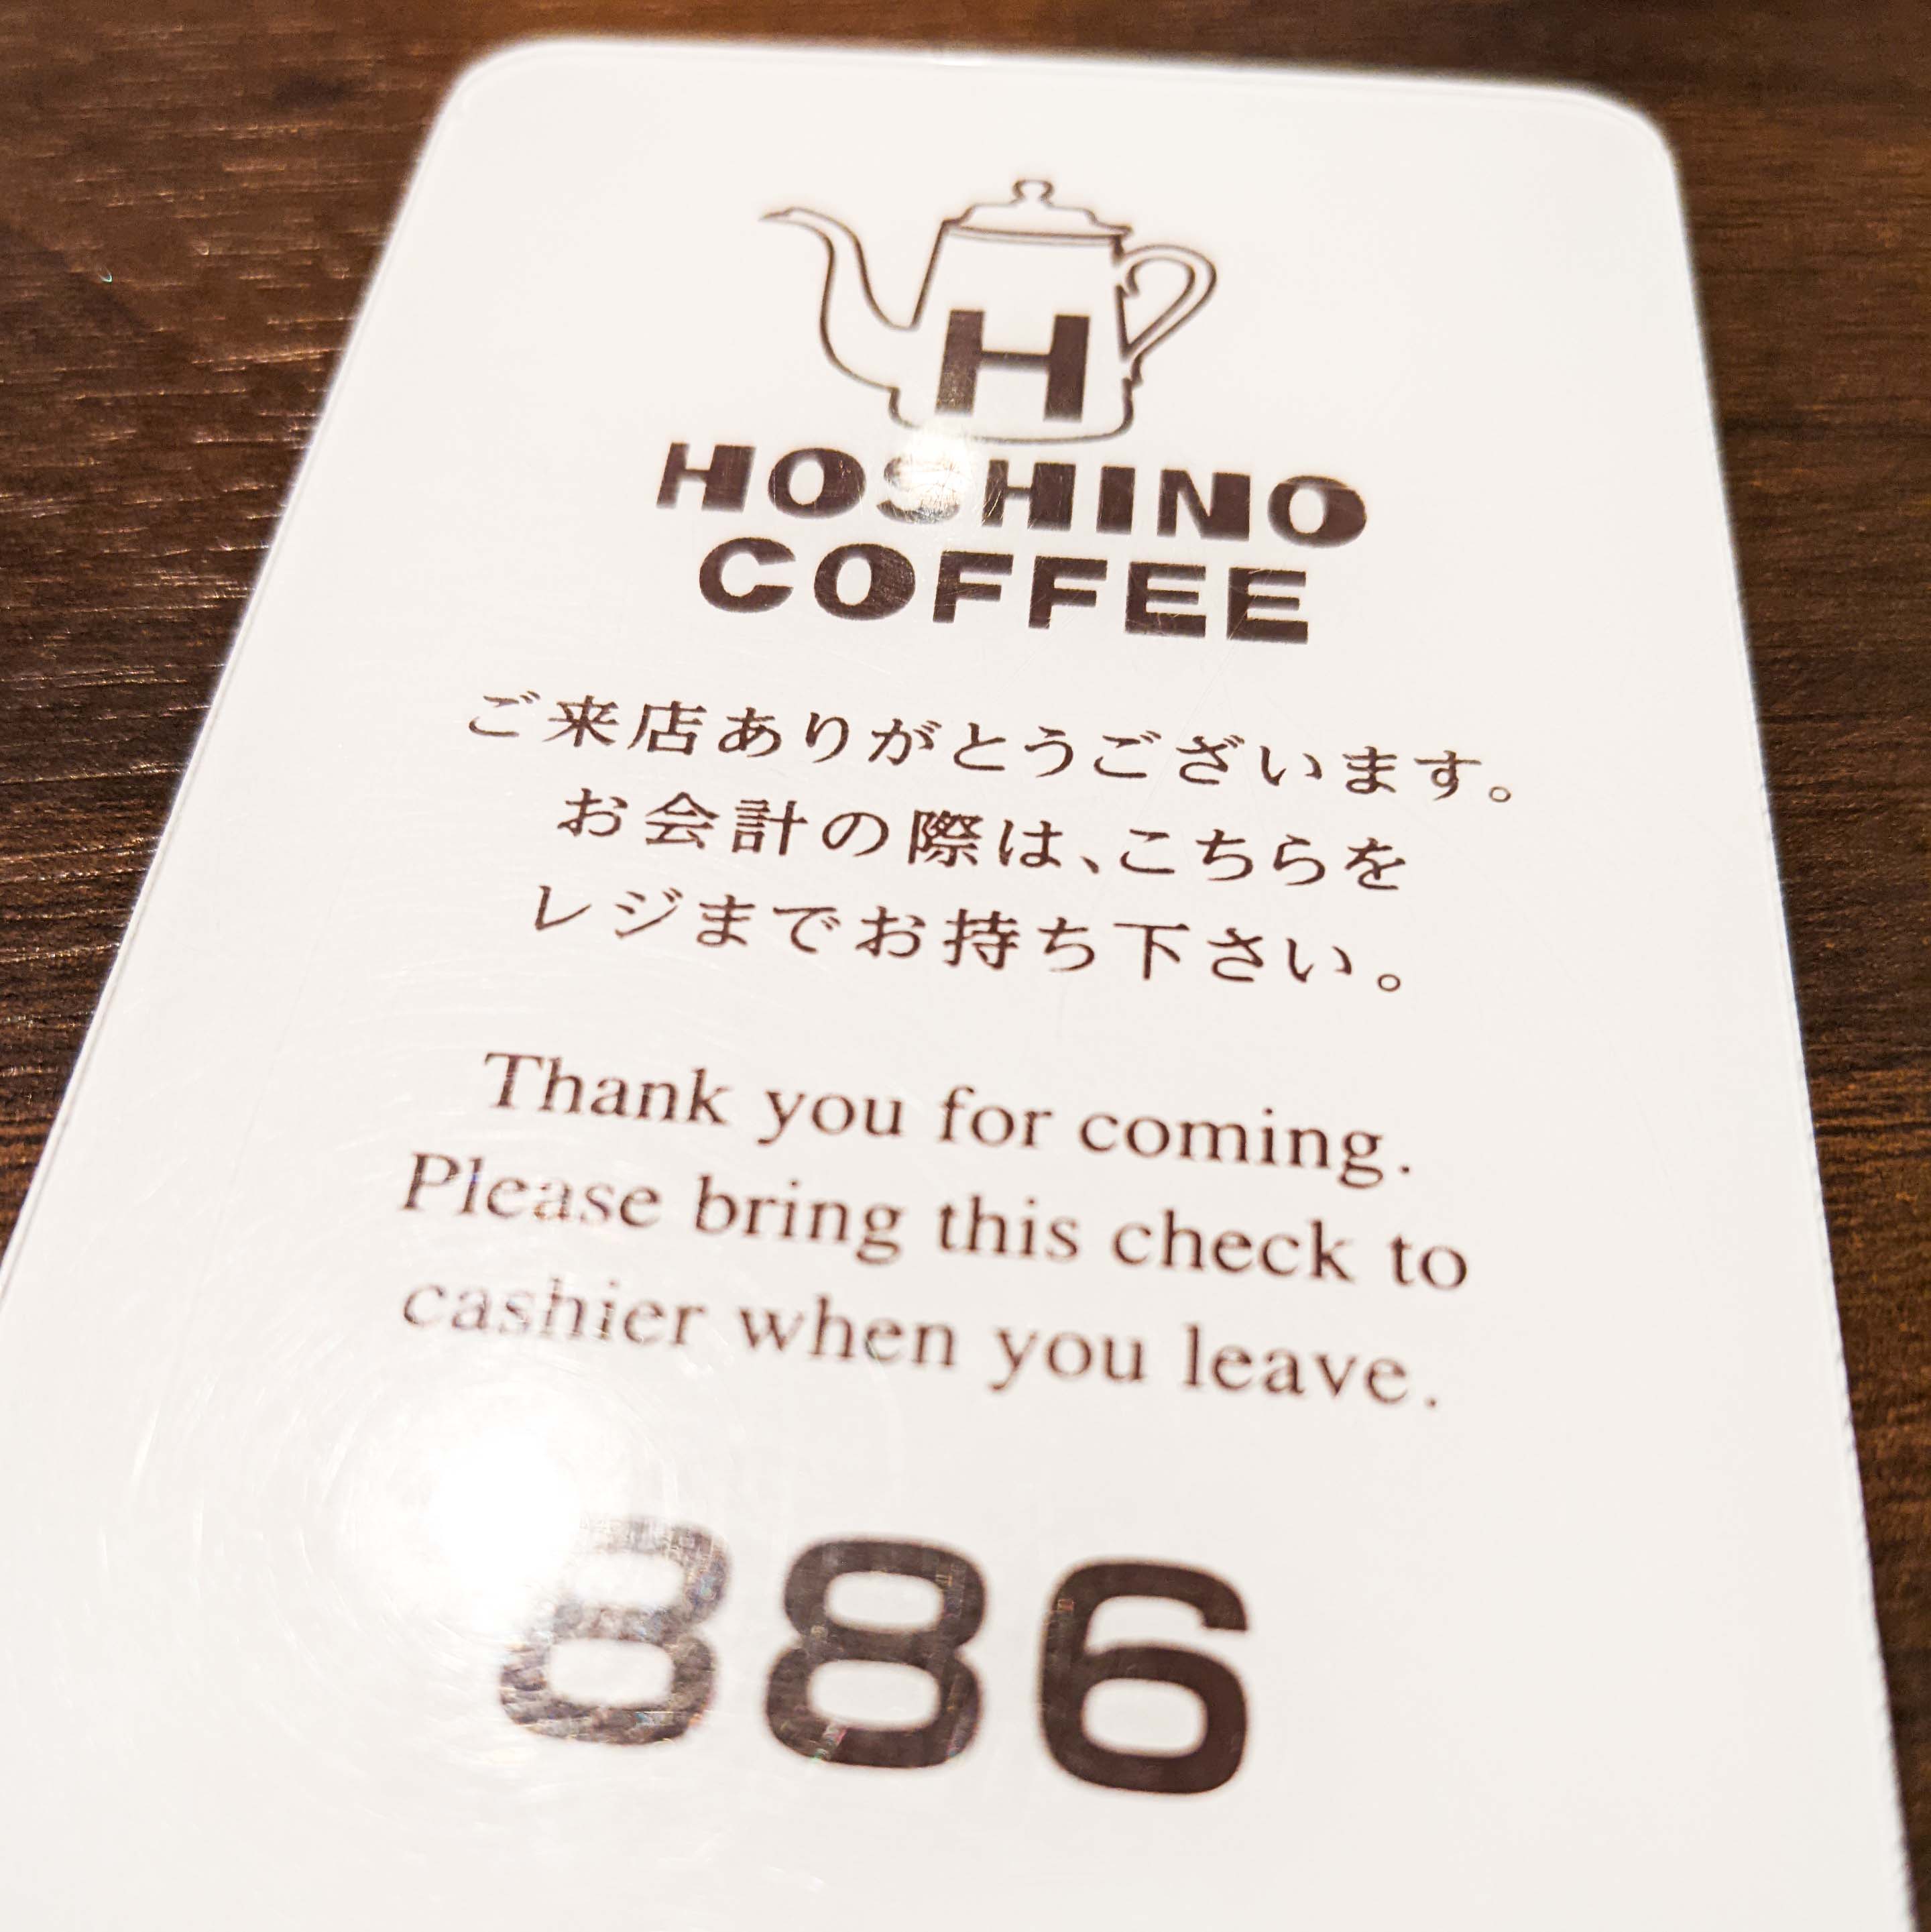 H
HOSHINO
COFFEE
ご来店ありがとうございます。
お会計の際は、こちらを
レジまでお持ち下さい。
Thank you for coming.
Please bring this check to
cashier when you leave.
886